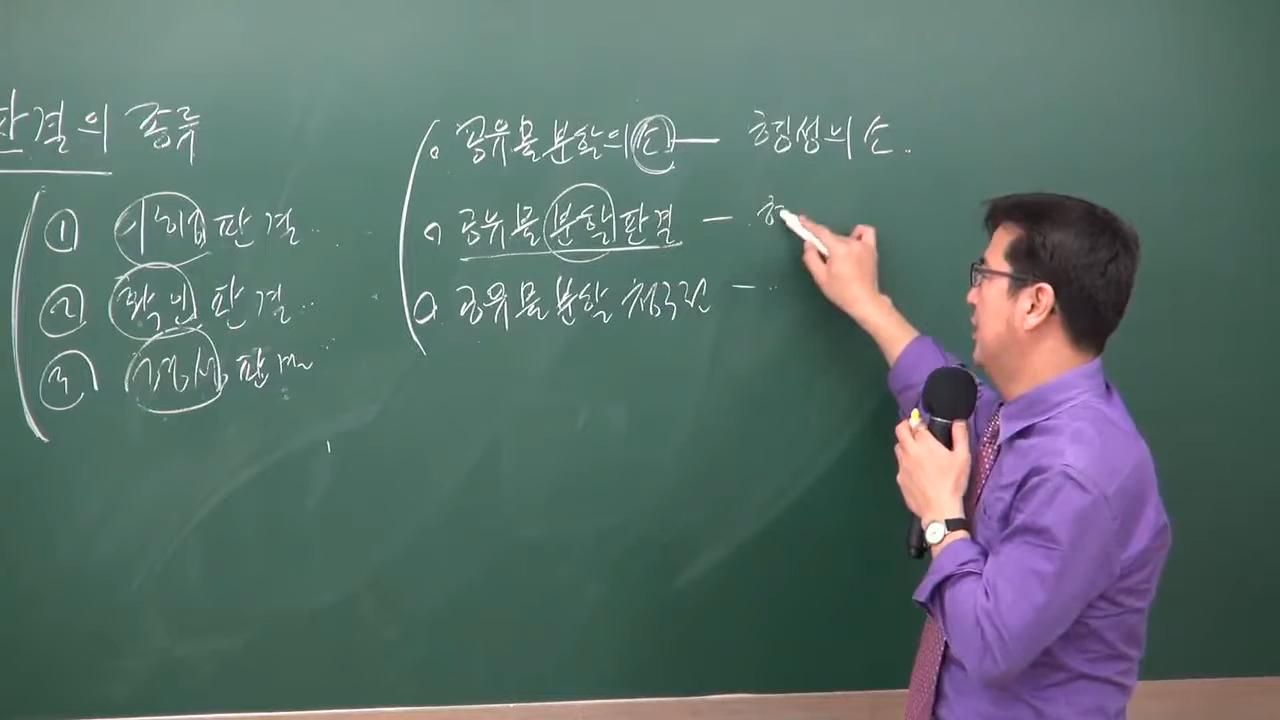 판결의 종류
① 이행판결
② 확인판결
③ 형성판결
공유물분할의 소 — 형성의 소.
공유물분할판결 — 형
공유물분할청구권 —